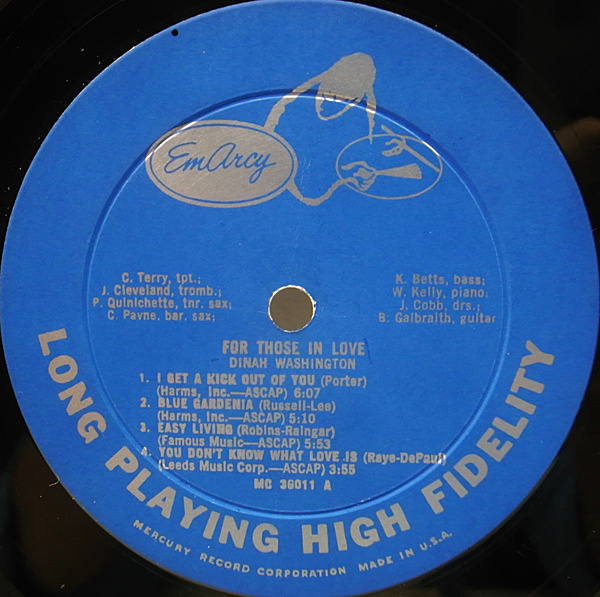 EmArcy
C. Terry, tpt.;
J. Cleveland, tromb.;
P. Quinichette, tnr. sax;
C. Payne, bar. sax;
K. Betts, bass;
W. Kelly, piano;
J. Cobb, drs.;
B. Galbraith, guitar
FOR THOSE IN LOVE
DINAH WASHINGTON
1. I GET A KICK OUT OF YOU (Porter)
(Harms, Inc.—ASCAP) 6:07
2. BLUE GARDENIA (Russell-Lee)
(Harms, Inc.—ASCAP) 5:10
3. EASY LIVING (Robins-Raingar)
(Famous Music—ASCAP) 5:53
4. YOU DON'T KNOW WHAT LOVE IS (Raye-DePaul)
(Leeds Music Corp.—ASCAP) 3:55
MG 36011 A
LONG PLAYING HIGH FIDELITY
MERCURY RECORD CORPORATION MADE IN U.S.A.